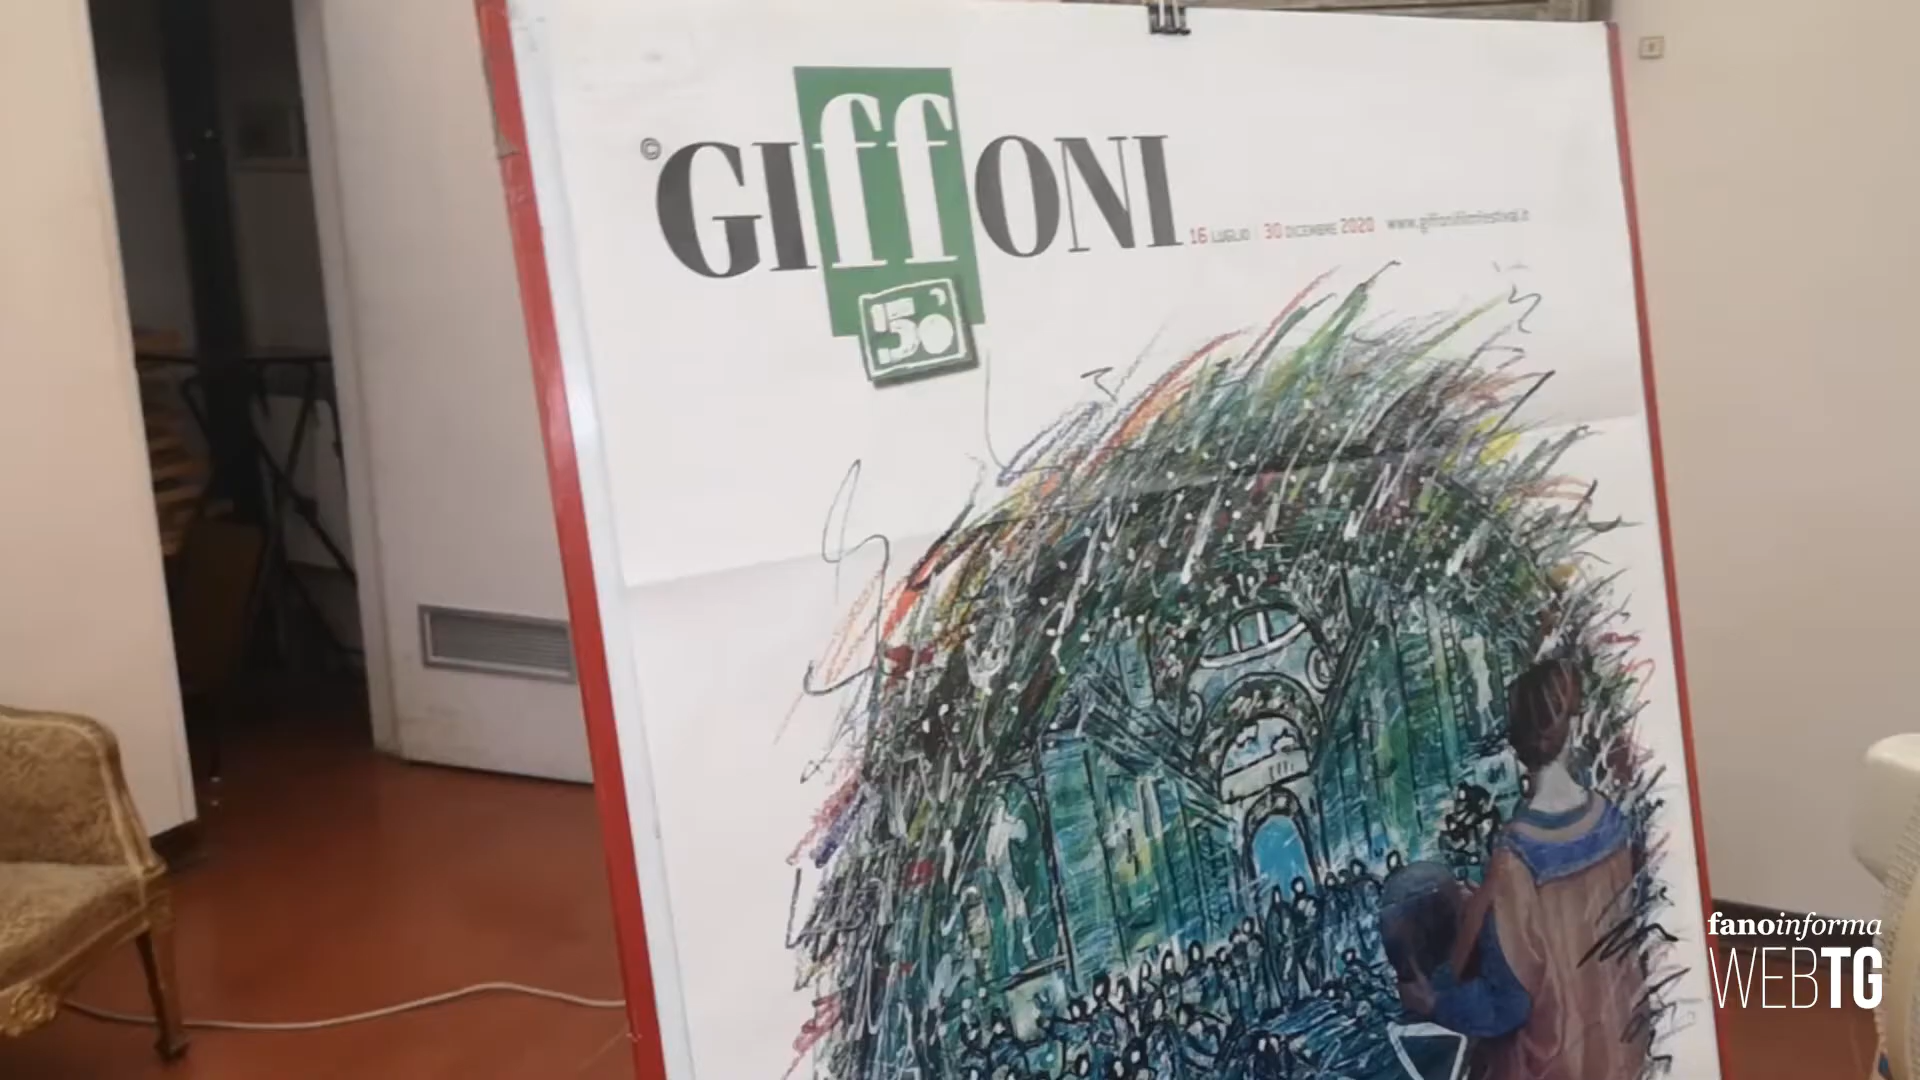 © GIffONI
16 LUGLIO | 30 DICEMBRE 2020 www.giffonifilmfestival.it
50
fanoinforma
WEBTG